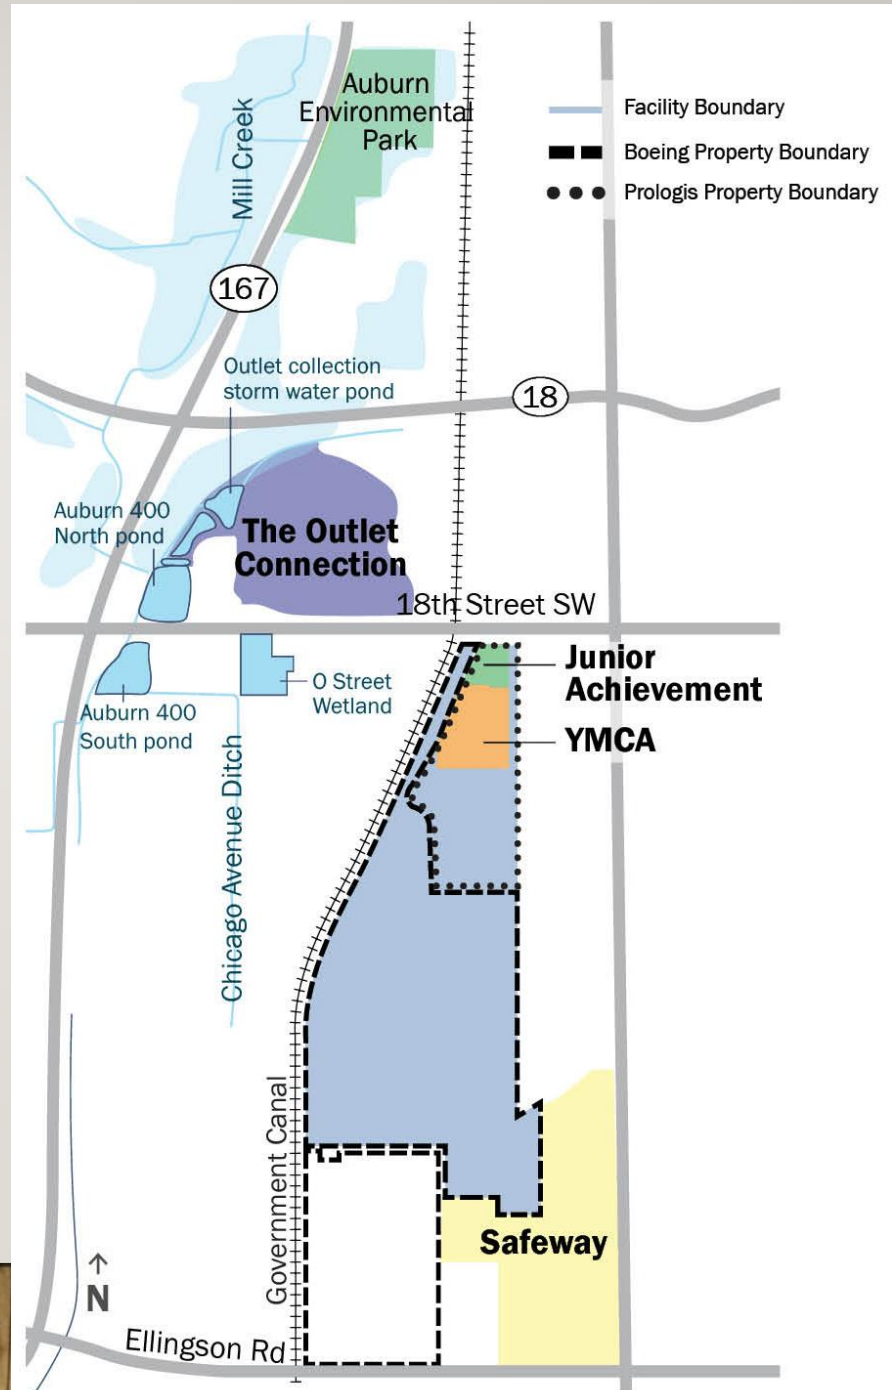 Auburn
Environmental
Park
Mill Creek
Facility Boundary
Boeing Property Boundary
Prologis Property Boundary
167
Outlet collection
storm water pond
18
Auburn 400
North pond
The Outlet
Connection
18th Street SW
Junior
Achievement
O Street
Wetland
Auburn 400
South pond
YMCA
Chicago Avenue Ditch
Government Canal
Safeway
N
Ellingson Rd